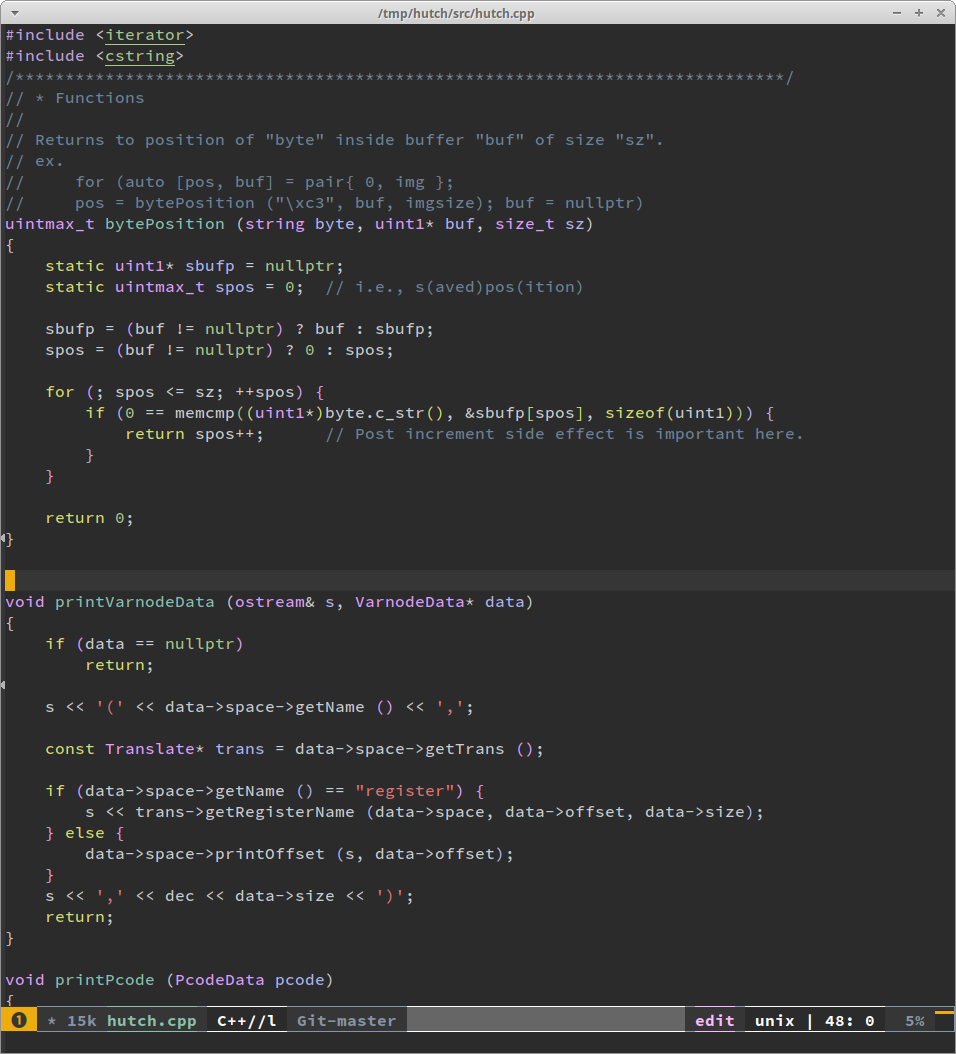 /tmp/hutch/src/hutch.cpp
#include <iterator>
#include <cstring>
/*****************************************************************************/
// * Functions
//
// Returns to position of "byte" inside buffer "buf" of size "sz".
// ex.
//     for (auto [pos, buf] = pair{ 0, img };
//     pos = bytePosition ("\xc3", buf, imgsize); buf = nullptr)
uintmax_t bytePosition (string byte, uint1* buf, size_t sz)
{
    static uint1* sbufp = nullptr;
    static uintmax_t spos = 0;  // i.e., s(aved)pos(ition)

    sbufp = (buf != nullptr) ? buf : sbufp;
    spos = (buf != nullptr) ? 0 : spos;

    for (; spos <= sz; ++spos) {
        if (0 == memcmp((uint1*)byte.c_str(), &sbufp[spos], sizeof(uint1))) {
            return spos++;      // Post increment side effect is important here.
        }
    }

    return 0;
}

void printVarnodeData (ostream& s, VarnodeData* data)
{
    if (data == nullptr)
        return;

    s << '(' << data->space->getName () << ',';

    const Translate* trans = data->space->getTrans ();

    if (data->space->getName () == "register") {
        s << trans->getRegisterName (data->space, data->offset, data->size);
    } else {
        data->space->printOffset (s, data->offset);
    }
    s << ',' << dec << data->size << ')';
    return;
}

void printPcode (PcodeData pcode)
{
1 * 15k hutch.cpp C++//l Git-master edit unix | 48: 0 5%